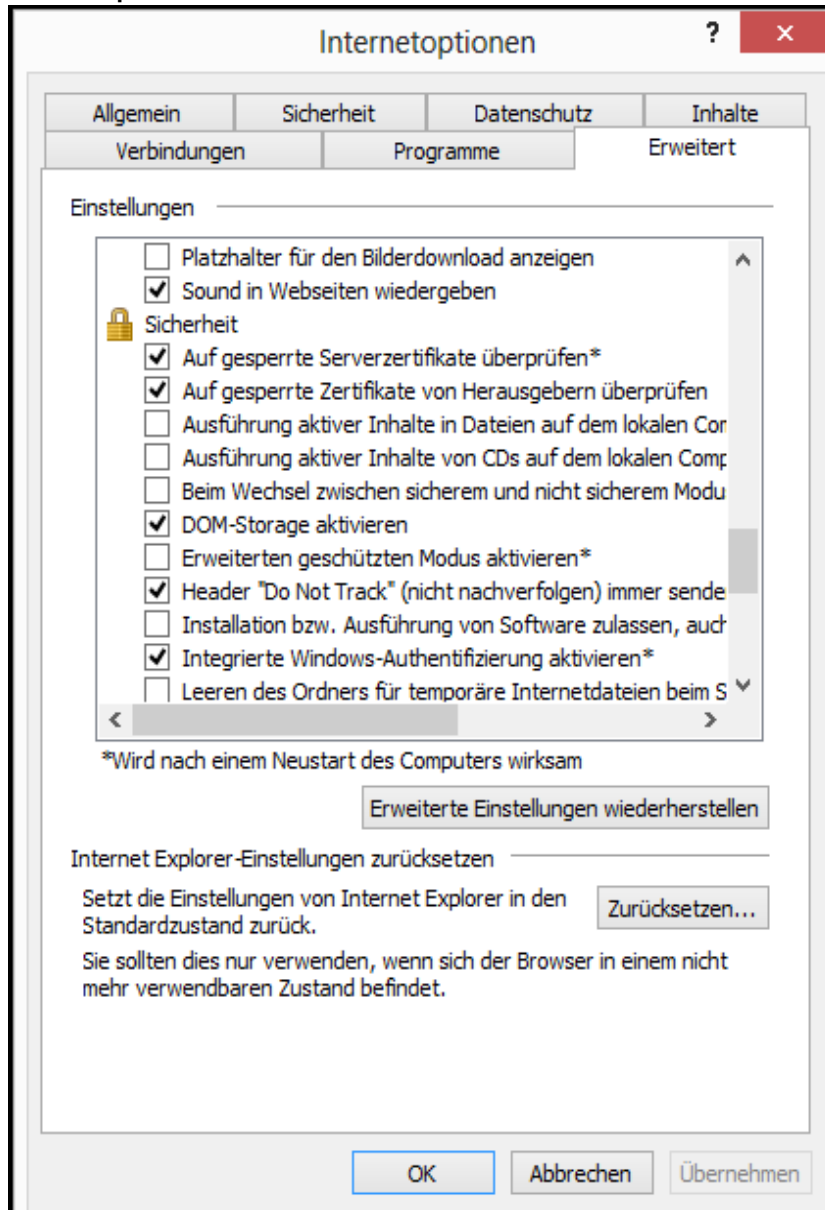 Internetoptionen ?
Allgemein Sicherheit Datenschutz Inhalte
Verbindungen Programme Erweitert
Einstellungen
Platzhalter für den Bilderdownload anzeigen
Sound in Webseiten wiedergeben
Sicherheit
Auf gesperrte Serverzertifikate überprüfen*
Auf gesperrte Zertifikate von Herausgebern überprüfen
Ausführung aktiver Inhalte in Dateien auf dem lokalen Com
Ausführung aktiver Inhalte von CDs auf dem lokalen Comp
Beim Wechsel zwischen sicherem und nicht sicherem Modu
DOM-Storage aktivieren
Erweiterten geschützten Modus aktivieren*
Header "Do Not Track" (nicht nachverfolgen) immer sende
Installation bzw. Ausführung von Software zulassen, auch
Integrierte Windows-Authentifizierung aktivieren*
Leeren des Ordners für temporäre Internetdateien beim S
*Wird nach einem Neustart des Computers wirksam
Erweiterte Einstellungen wiederherstellen
Internet Explorer-Einstellungen zurücksetzen
Setzt die Einstellungen von Internet Explorer in den
Standardzustand zurück.
Zurücksetzen...
Sie sollten dies nur verwenden, wenn sich der Browser in einem nicht
mehr verwendbaren Zustand befindet.
OK Abbrechen Übernehmen